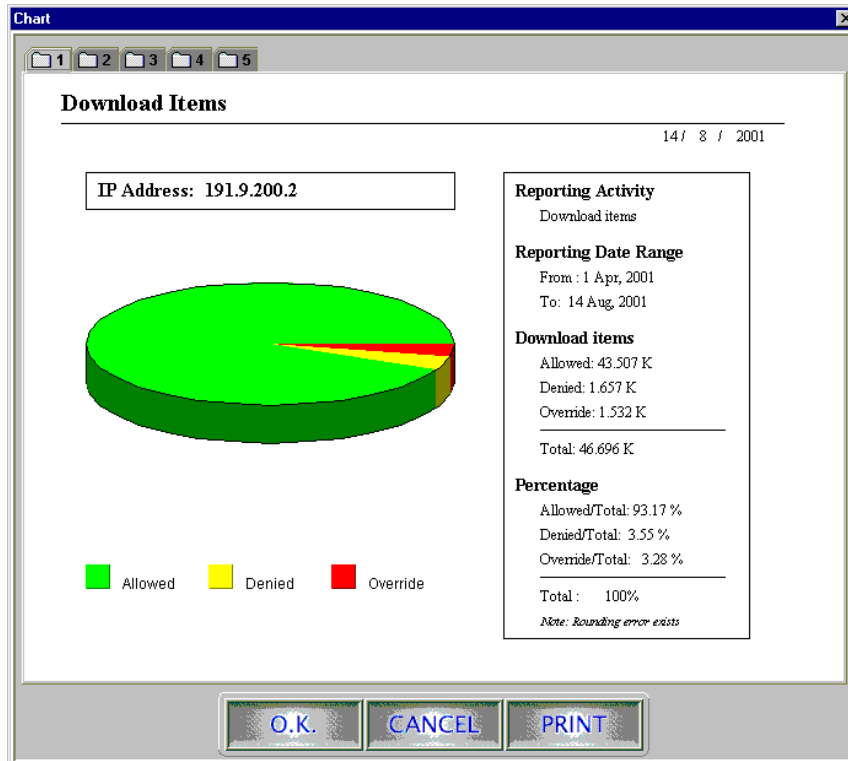 Chart
1 2 3 4 5
Download Items
14 / 8 / 2001
IP Address: 191.9.200.2
Reporting Activity
Download items
Reporting Date Range
From : 1 Apr, 2001
To: 14 Aug, 2001
Download items
Allowed: 43.507 K
Denied: 1.657 K
Override: 1.532 K
Total: 46.696 K
Percentage
Allowed/Total: 93.17 %
Denied/Total: 3.55 %
Override/Total: 3.28 %
Total : 100%
Note: Rounding error exists
Allowed Denied Override
O.K. CANCEL PRINT